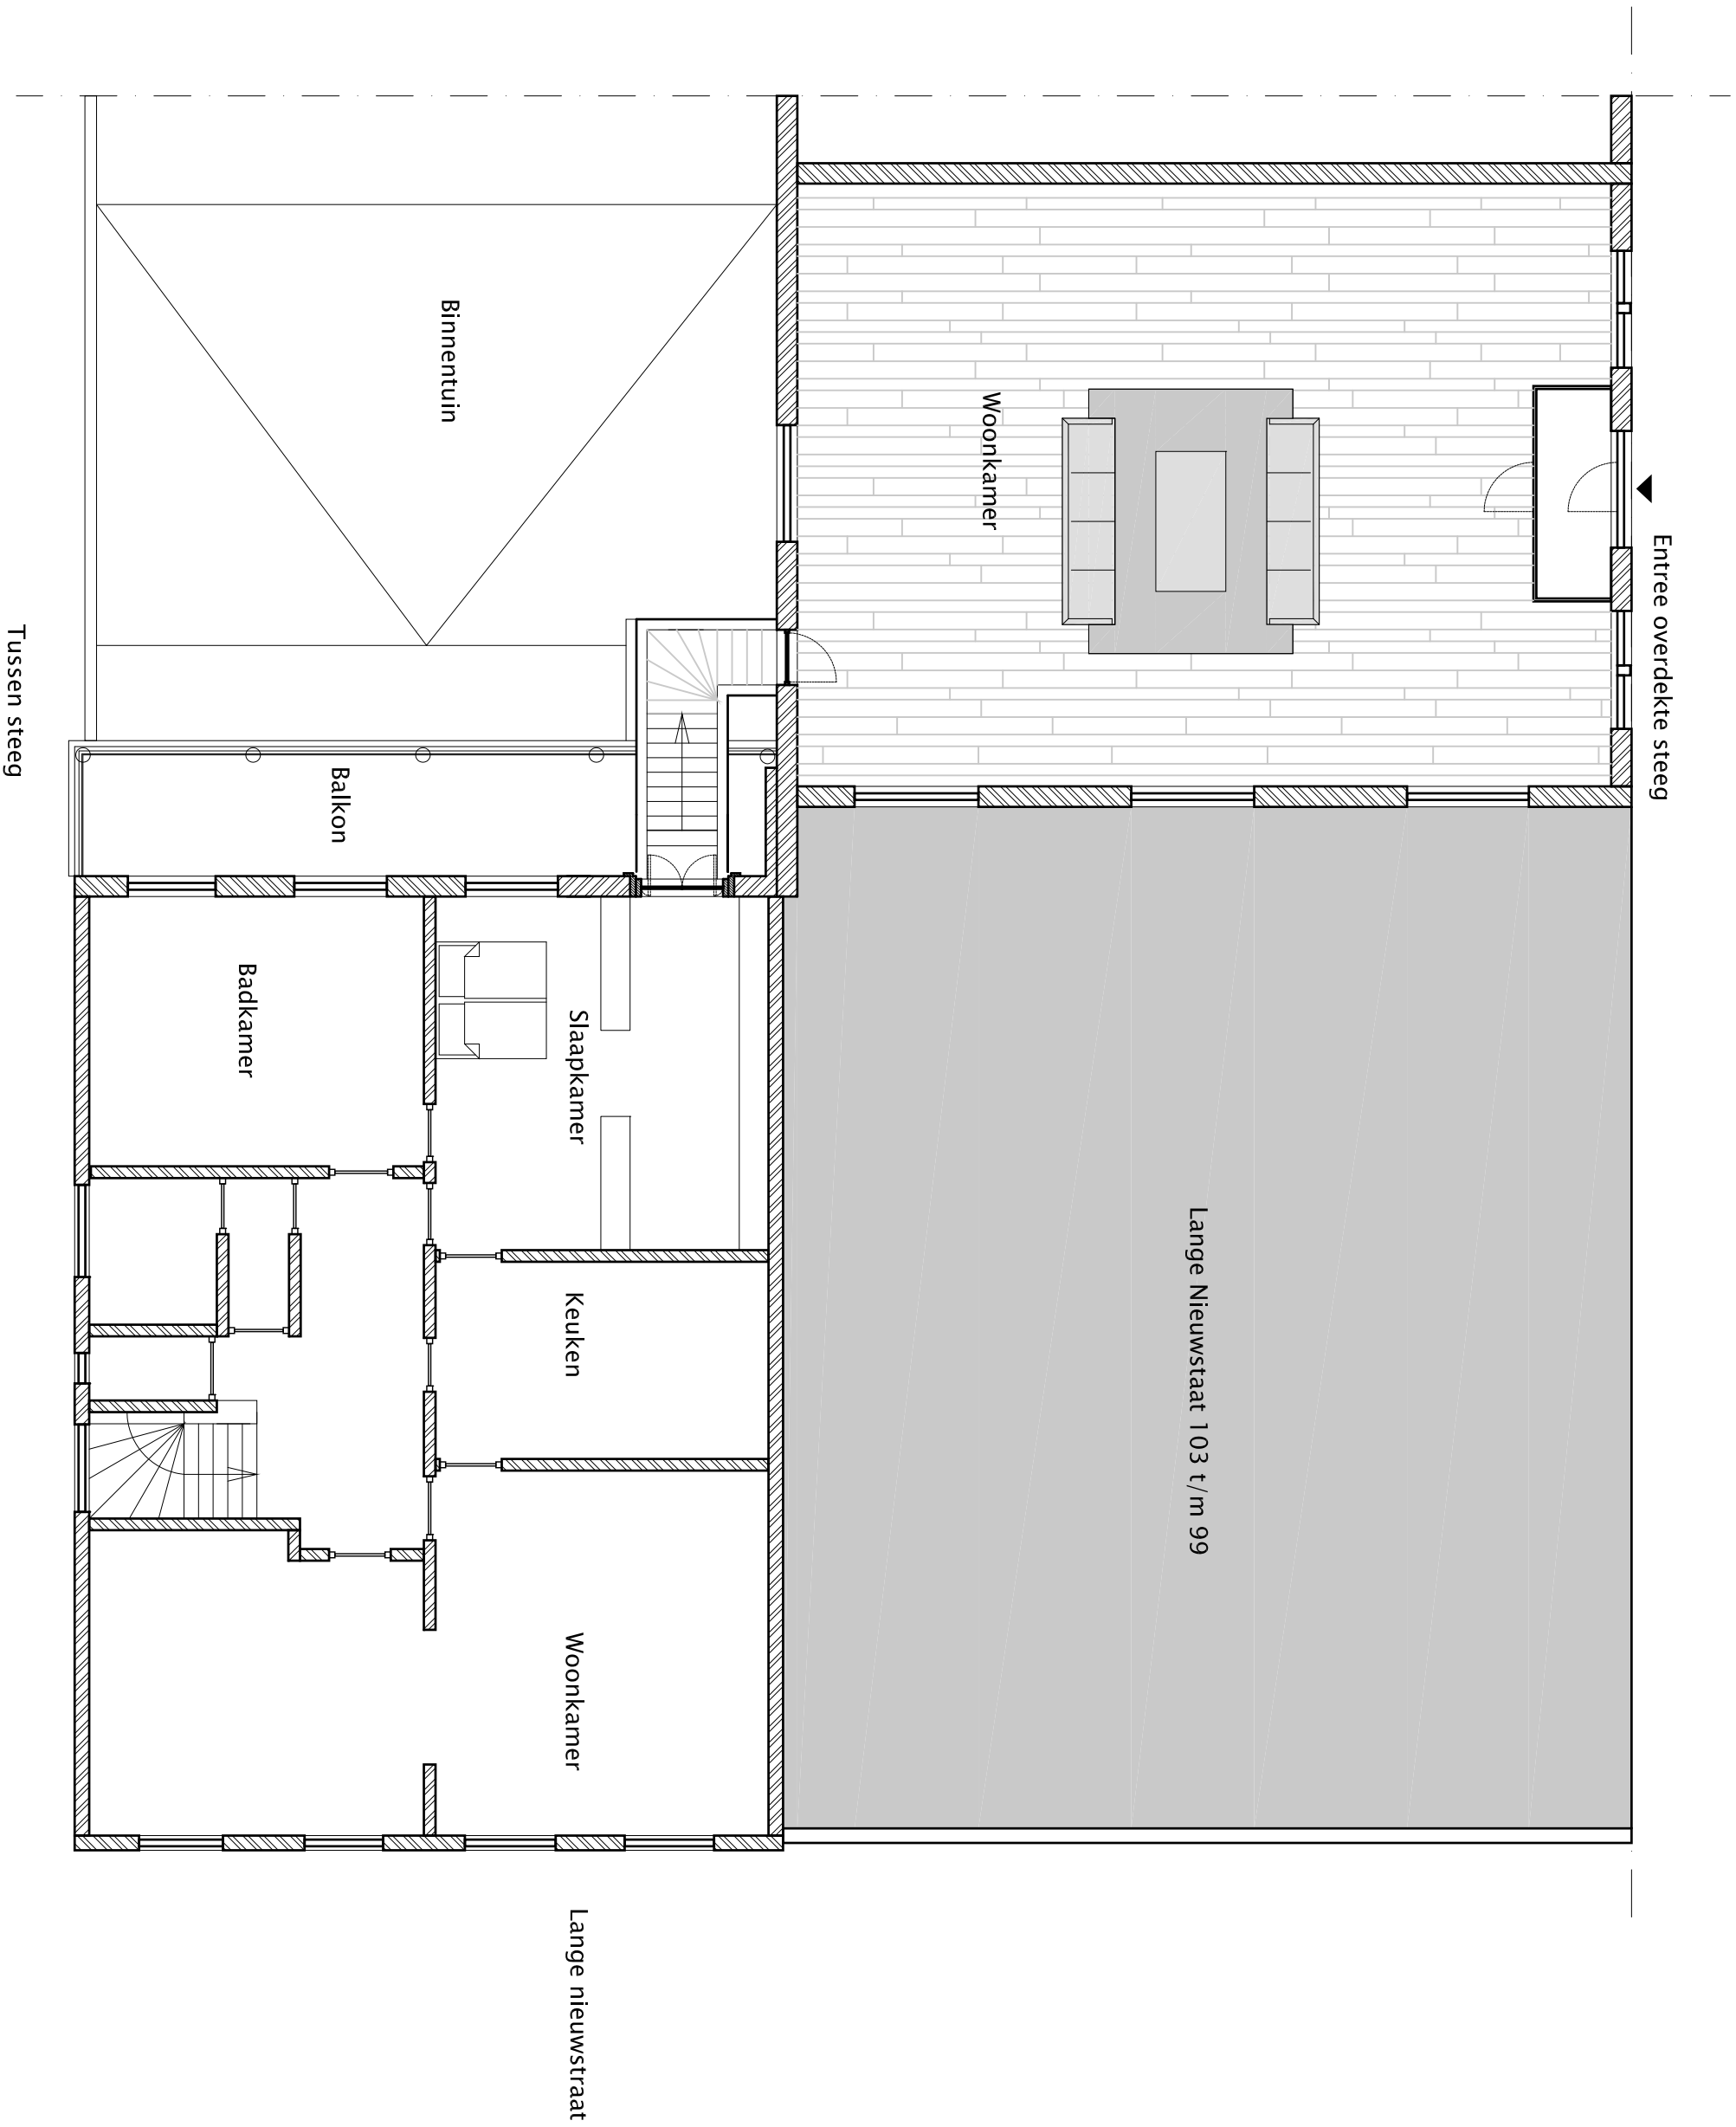 Entree overdekte steeg
Woonkamer
Binnentuin
Tussen steeg
Balkon
Badkamer
Slaapkamer
Keuken
Lange Nieuwstaat 103 t/m 99
Woonkamer
Lange nieuwstraat